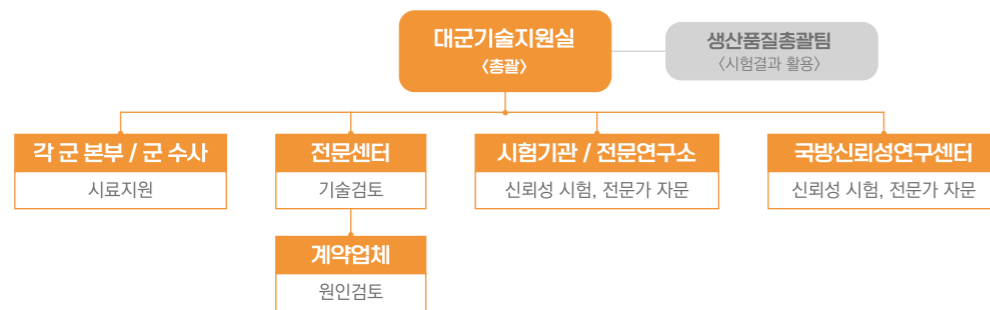 대군기술지원실
〈총괄〉
생산품질총괄팀
〈시험결과 활용〉
각 군 본부 / 군 수사
시료지원
전문센터
기술검토
시험기관 / 전문연구소
신뢰성 시험, 전문가 자문
국방신뢰성연구센터
신뢰성 시험, 전문가 자문
계약업체
원인검토